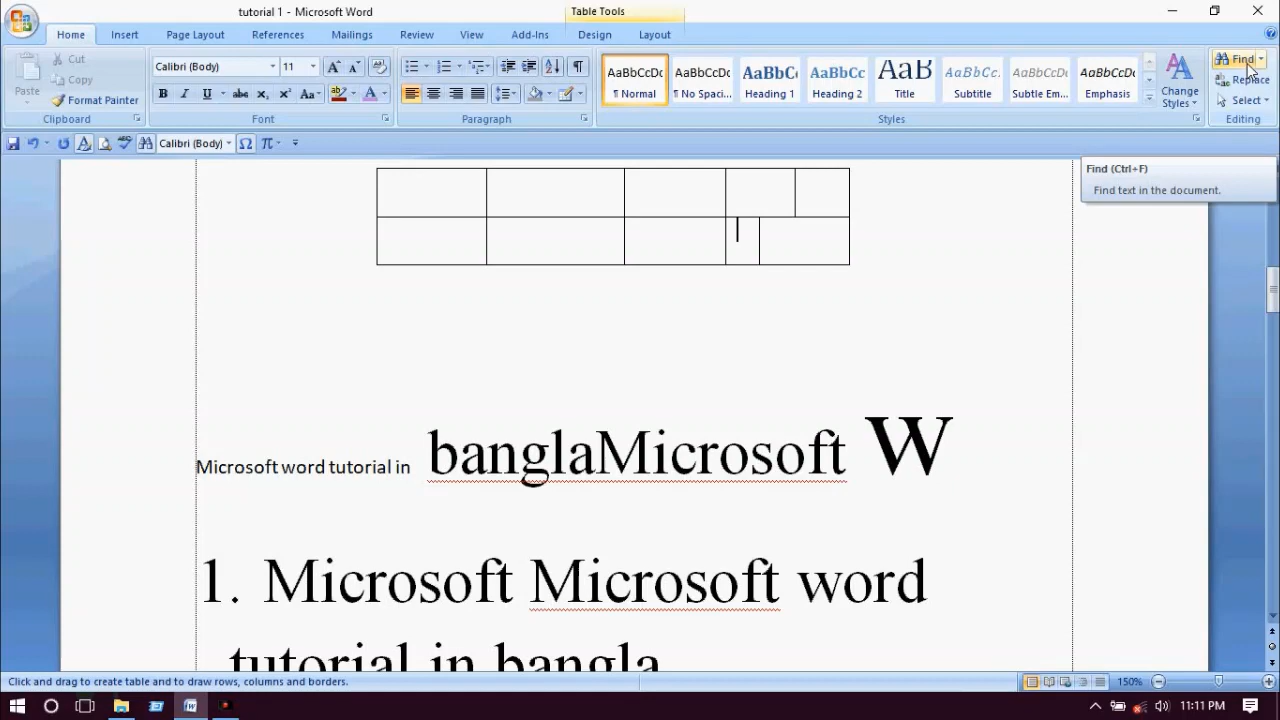 tutorial 1 - Microsoft Word
Table Tools
Home Insert Page Layout References Mailings Review View Add-Ins Design Layout
Cut
Copy
Paste
Format Painter
Clipboard
Calibri (Body) 11
B I U abc x₂ x² Aa
Font
Paragraph
AaBbCcDc AaBbCcDc AaBbC AaBbCc AaB AaBbCc. AaBbCcDc AaBbCcDc
¶ Normal ¶ No Spaci... Heading 1 Heading 2 Title Subtitle Subtle Em... Emphasis
Change
Styles
Styles
Find
Replace
Select
Editing
Calibri (Body) Ω π
Find (Ctrl+F)
Find text in the document.
Microsoft word tutorial in banglaMicrosoft W
1. Microsoft Microsoft word
tutorial in bangla
Click and drag to create table and to draw rows, columns and borders.
150%
11:11 PM